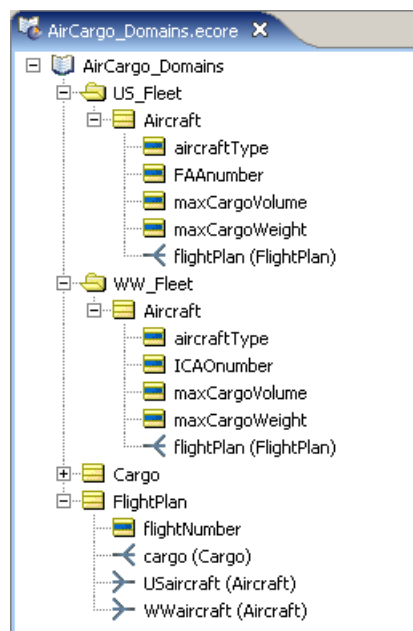 AirCargo_Domains.ecore
AirCargo_Domains
US_Fleet
Aircraft
aircraftType
FAAnumber
maxCargoVolume
maxCargoWeight
flightPlan (FlightPlan)
WW_Fleet
Aircraft
aircraftType
ICAOnumber
maxCargoVolume
maxCargoWeight
flightPlan (FlightPlan)
Cargo
FlightPlan
flightNumber
cargo (Cargo)
USaircraft (Aircraft)
WWaircraft (Aircraft)